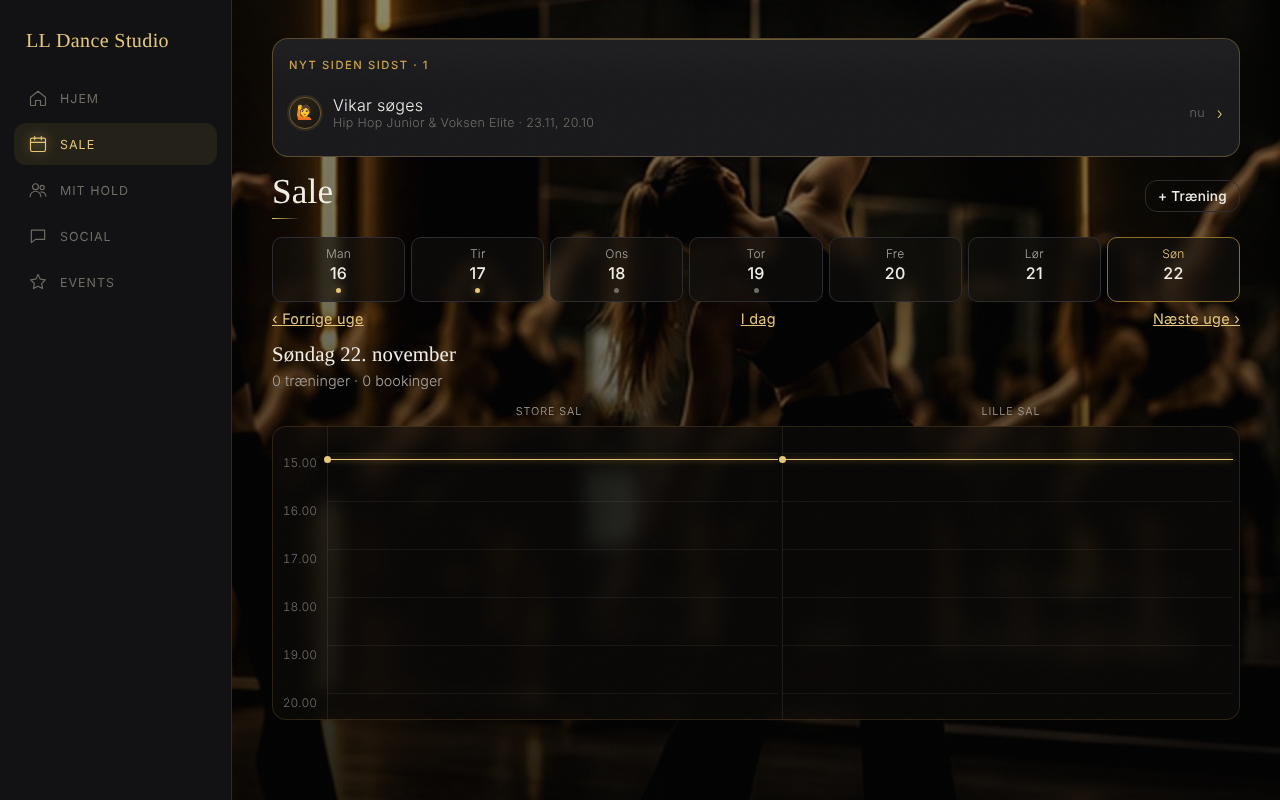 LL Dance Studio
HJEM
SALE
MIT HOLD
SOCIAL
EVENTS
NYT SIDEN SIDST · 1
Vikar søges
Hip Hop Junior & Voksen Elite · 23.11, 20.10
nu ›
Sale
+ Træning
Man Tir Ons Tor Fre Lør Søn
16 17 18 19 20 21 22
‹ Forrige uge I dag Næste uge ›
Søndag 22. november
0 træninger · 0 bookinger
STORE SAL LILLE SAL
15.00
16.00
17.00
18.00
19.00
20.00